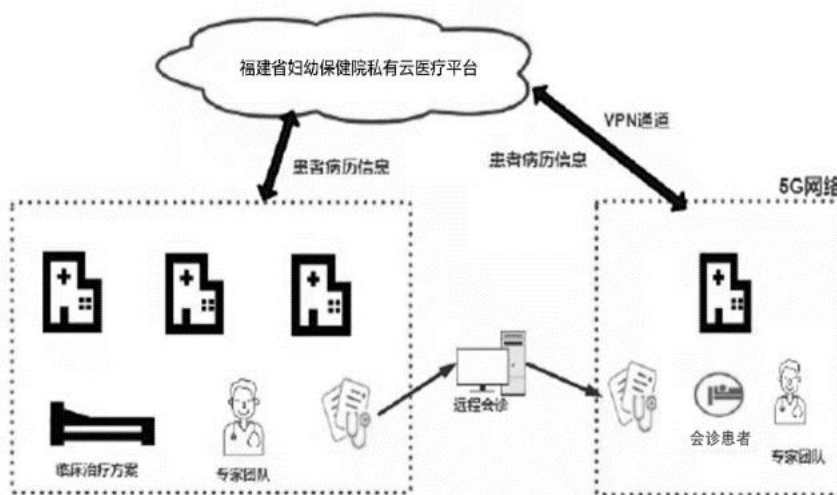 福建省妇幼保健院私有云医疗平台
VPN通道
患者病历信息
患者病历信息
5G网络
远程会诊
临床治疗方案
专家团队
会诊患者
专家团队